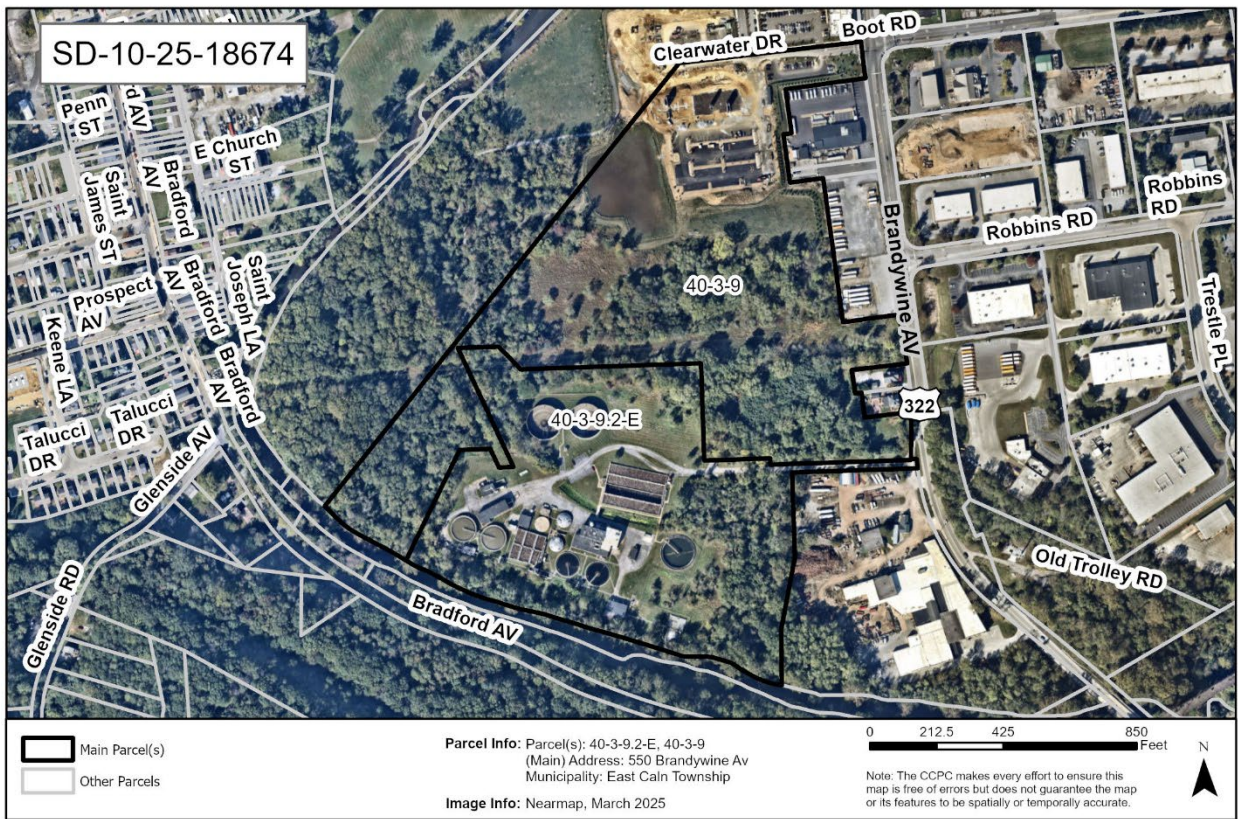 SD-10-25-18674
Clearwater DR
Boot RD
Penn
ST
rd AV
E Church
ST
Saint
James ST
Bradford
AV
Robbins
RD
Robbins RD
Brandywine AV
Saint
Joseph LA
Bradford
AV
40-3-9
Prospect
AV
Keene LA
Trestle PL
Bradford
AV
322
Talucci
DR
Talucci
DR
40-3-9.2-E
Glenside AV
Old Trolley RD
Glenside RD
Bradford AV
Main Parcel(s)
Other Parcels
Parcel Info: Parcel(s): 40-3-9.2-E, 40-3-9
(Main) Address: 550 Brandywine Av
Municipality: East Caln Township
Image Info: Nearmap, March 2025
0 212.5 425 850
Feet
N
Note: The CCPC makes every effort to ensure this
map is free of errors but does not guarantee the map
or its features to be spatially or temporally accurate.